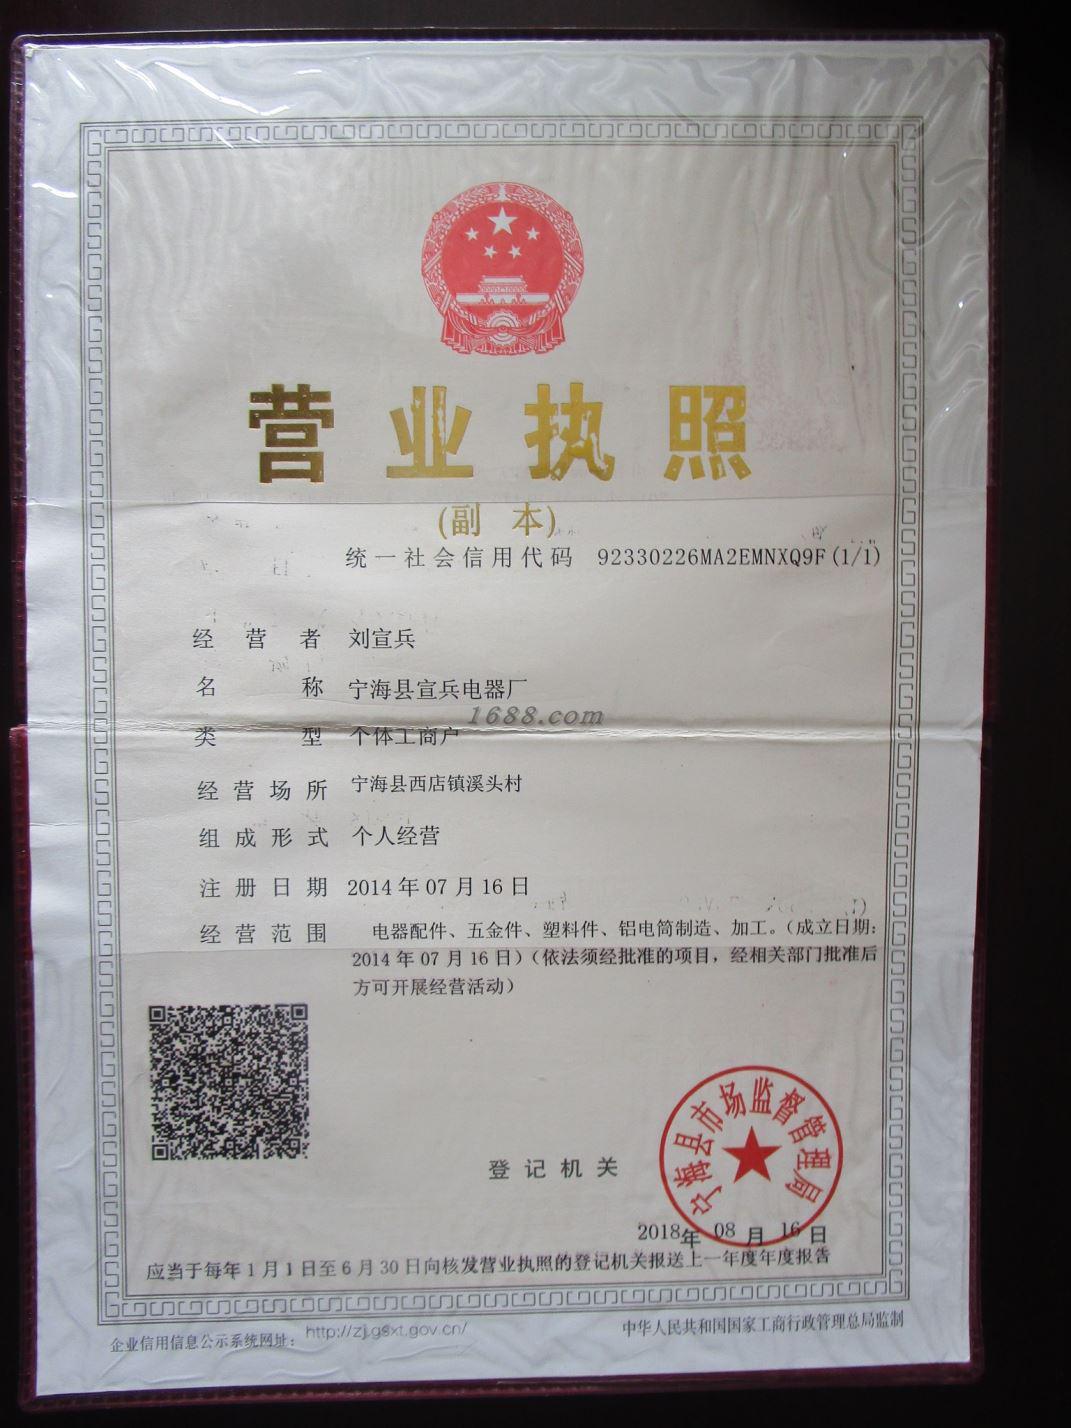 营业执照
(副 本)
统一社会信用代码 92330226MA2EMNXQ9F(1/1)
经营者 刘宣兵
名称 宁海县宣兵电器厂
1688.com
类型 个体工商户
经营场所 宁海县西店镇溪头村
组成形式 个人经营
注册日期 2014年07月16日
经营范围 电器配件、五金件、塑料件、铝电筒制造、加工。(成立日期:
2014年07月16日)(依法须经批准的项目,经相关部门批准后
方可开展经营活动)
宁海县市场监督管理局
登记机关
2018年 08月 16日
应当于每年1月1日至6月30日向核发营业执照的登记机关报送上一年度年度报告
企业信用信息公示系统网址: http://zj.gsxt.gov.cn/
中华人民共和国国家工商行政管理总局监制